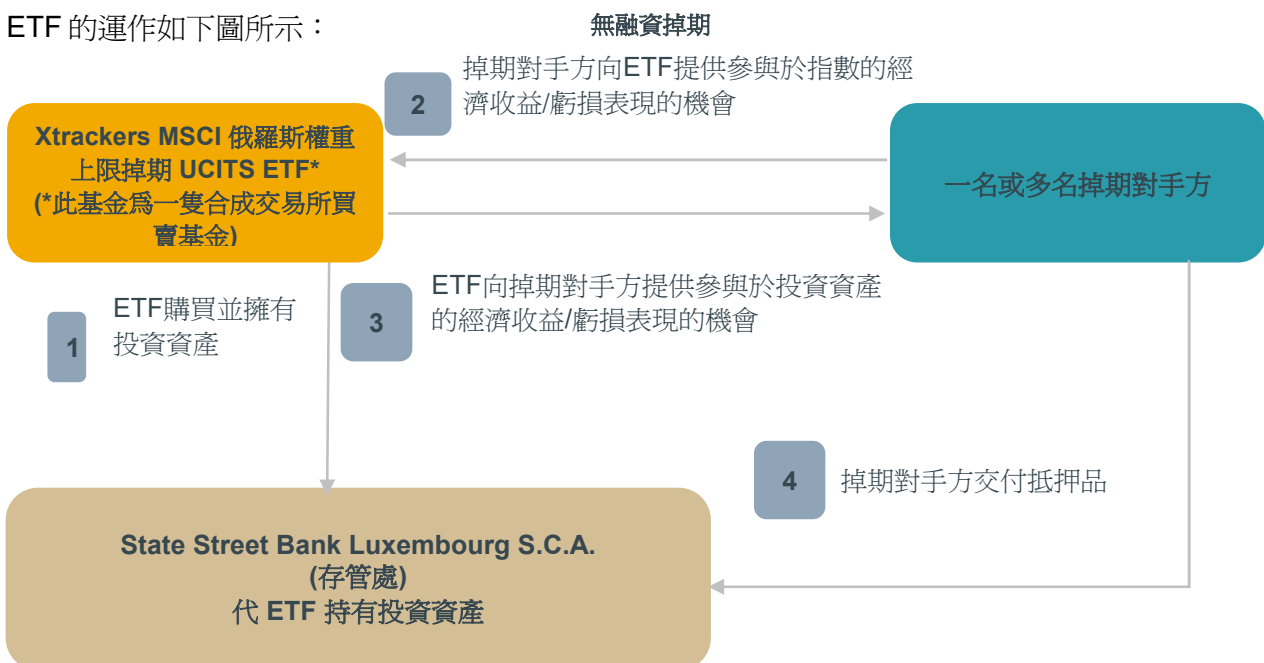 ETF 的運作如下圖所示：
無融資掉期
掉期對手方向ETF提供參與於指數的經
濟收益/虧損表現的機會
2
Xtrackers MSCI 俄羅斯權重
上限掉期 UCITS ETF*
(*此基金爲一隻合成交易所買
賣基金)
一名或多名掉期對手方
ETF購買並擁有
投資資產
1
3
ETF向掉期對手方提供參與於投資資產
的經濟收益/虧損表現的機會
4
掉期對手方交付抵押品
State Street Bank Luxembourg S.C.A.
(存管處)
代 ETF 持有投資資產